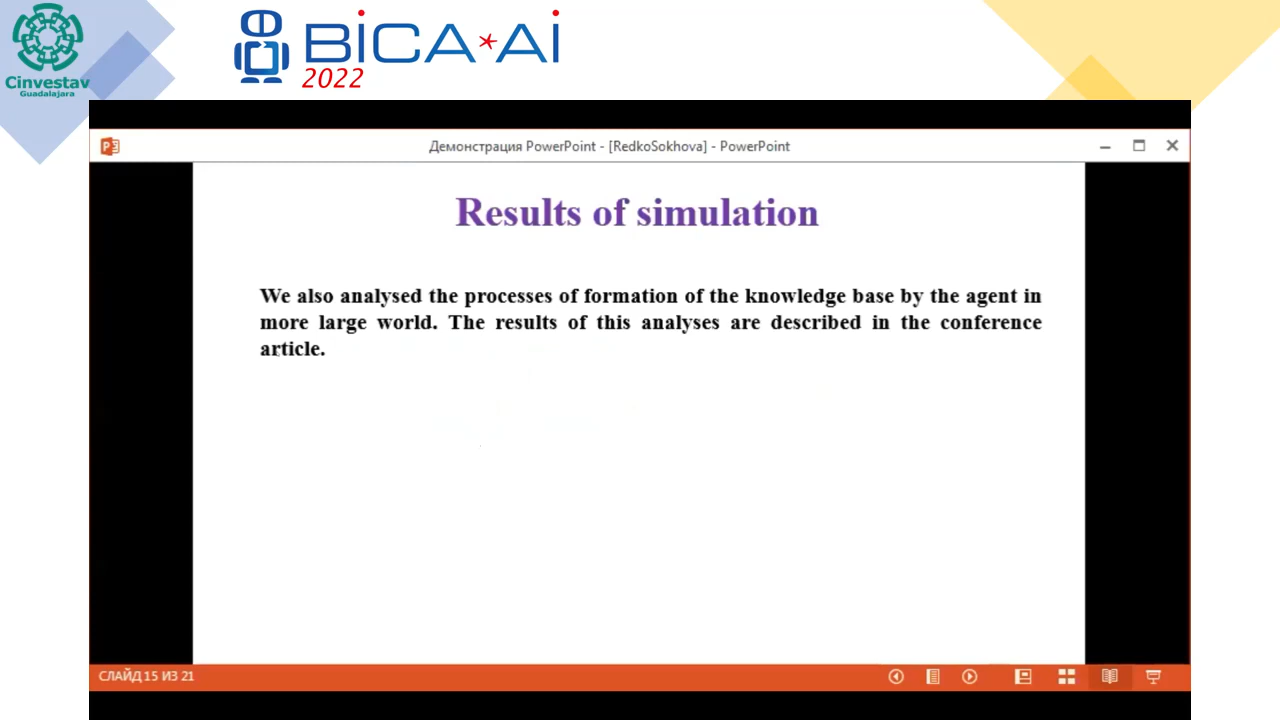 Cinvestav
Guadalajara
BiCA*Ai
2022
Демонстрация PowerPoint - [RedkoSokhova] - PowerPoint
Results of simulation
We also analysed the processes of formation of the knowledge base by the agent in
more large world. The results of this analyses are described in the conference
article.
СЛАЙД 15 ИЗ 21